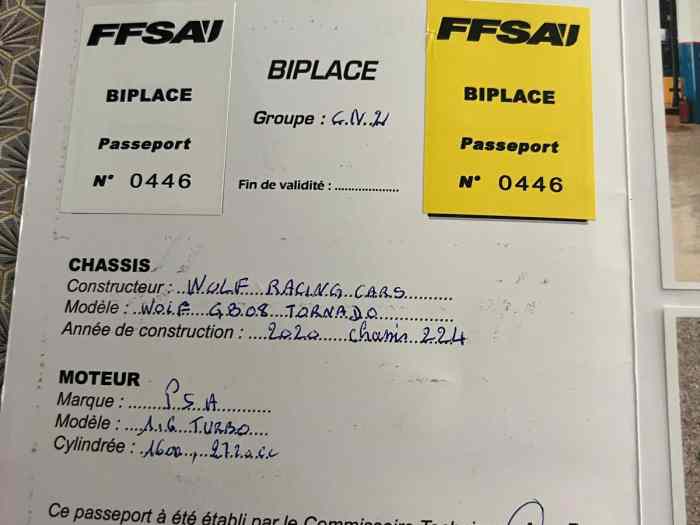 FFSA
BIPLACE
Passeport
N° 0446
BIPLACE
Groupe : G.N.2
Fin de validité : ....................
FFSA
BIPLACE
Passeport
N° 0446
CHASSIS
Constructeur : WOLF RACING CARS
Modèle : WOLF GB08 TORNADO
Année de construction : 2020 Chassis 224
MOTEUR
Marque : PSA
Modèle : 1.6 TURBO
Cylindrée : 1600
Ce passeport à été établi par le Commissaire